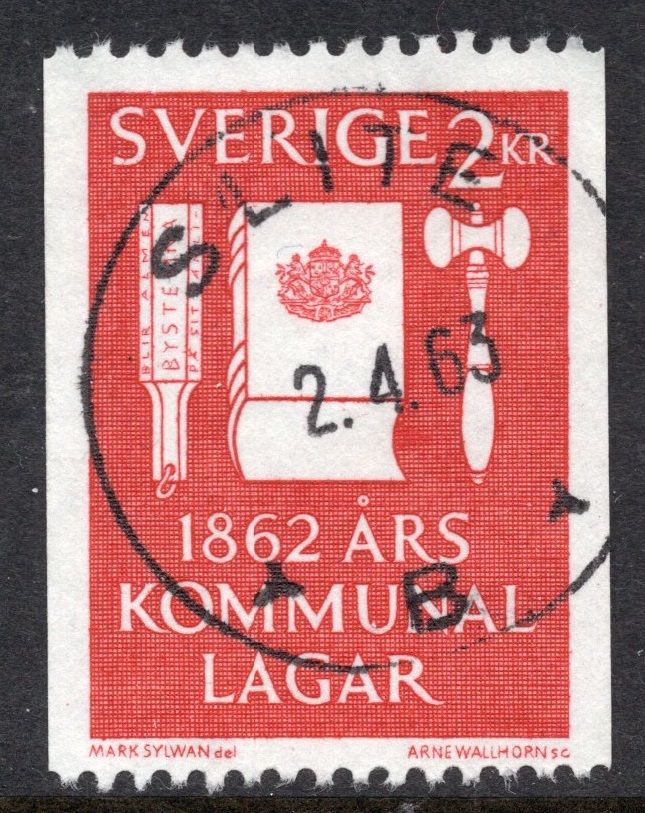 SVERIGE 2 KR
SLITE
BLIR ALMEN
BYSTE
PÅ SIT
2.4.63
1862 ÅRS
KOMMUNAL
LAGAR
B
MARK SYLWAN del
ARNE WALLHORN sc